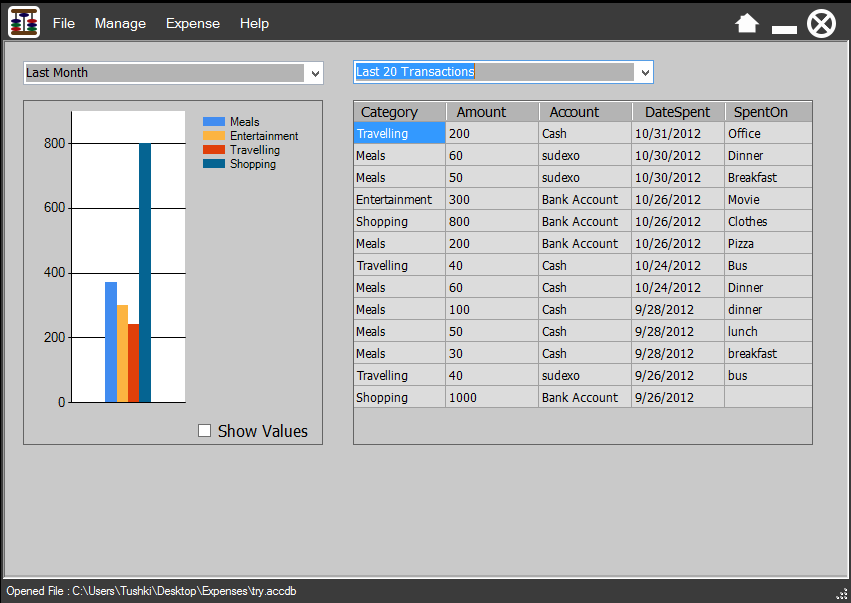 File Manage Expense Help
Last Month
800
600
400
200
0
Meals
Entertainment
Travelling
Shopping
Show Values
Last 20 Transactions
Category Amount Account DateSpent SpentOn
Travelling 200 Cash 10/31/2012 Office
Meals 60 sudexo 10/30/2012 Dinner
Meals 50 sudexo 10/30/2012 Breakfast
Entertainment 300 Bank Account 10/26/2012 Movie
Shopping 800 Bank Account 10/26/2012 Clothes
Meals 200 Bank Account 10/26/2012 Pizza
Travelling 40 Cash 10/24/2012 Bus
Meals 60 Cash 10/24/2012 Dinner
Meals 100 Cash 9/28/2012 dinner
Meals 50 Cash 9/28/2012 lunch
Meals 30 Cash 9/28/2012 breakfast
Travelling 40 sudexo 9/26/2012 bus
Shopping 1000 Bank Account 9/26/2012
Opened File : C:\Users\Tushki\Desktop\Expenses\try.accdb